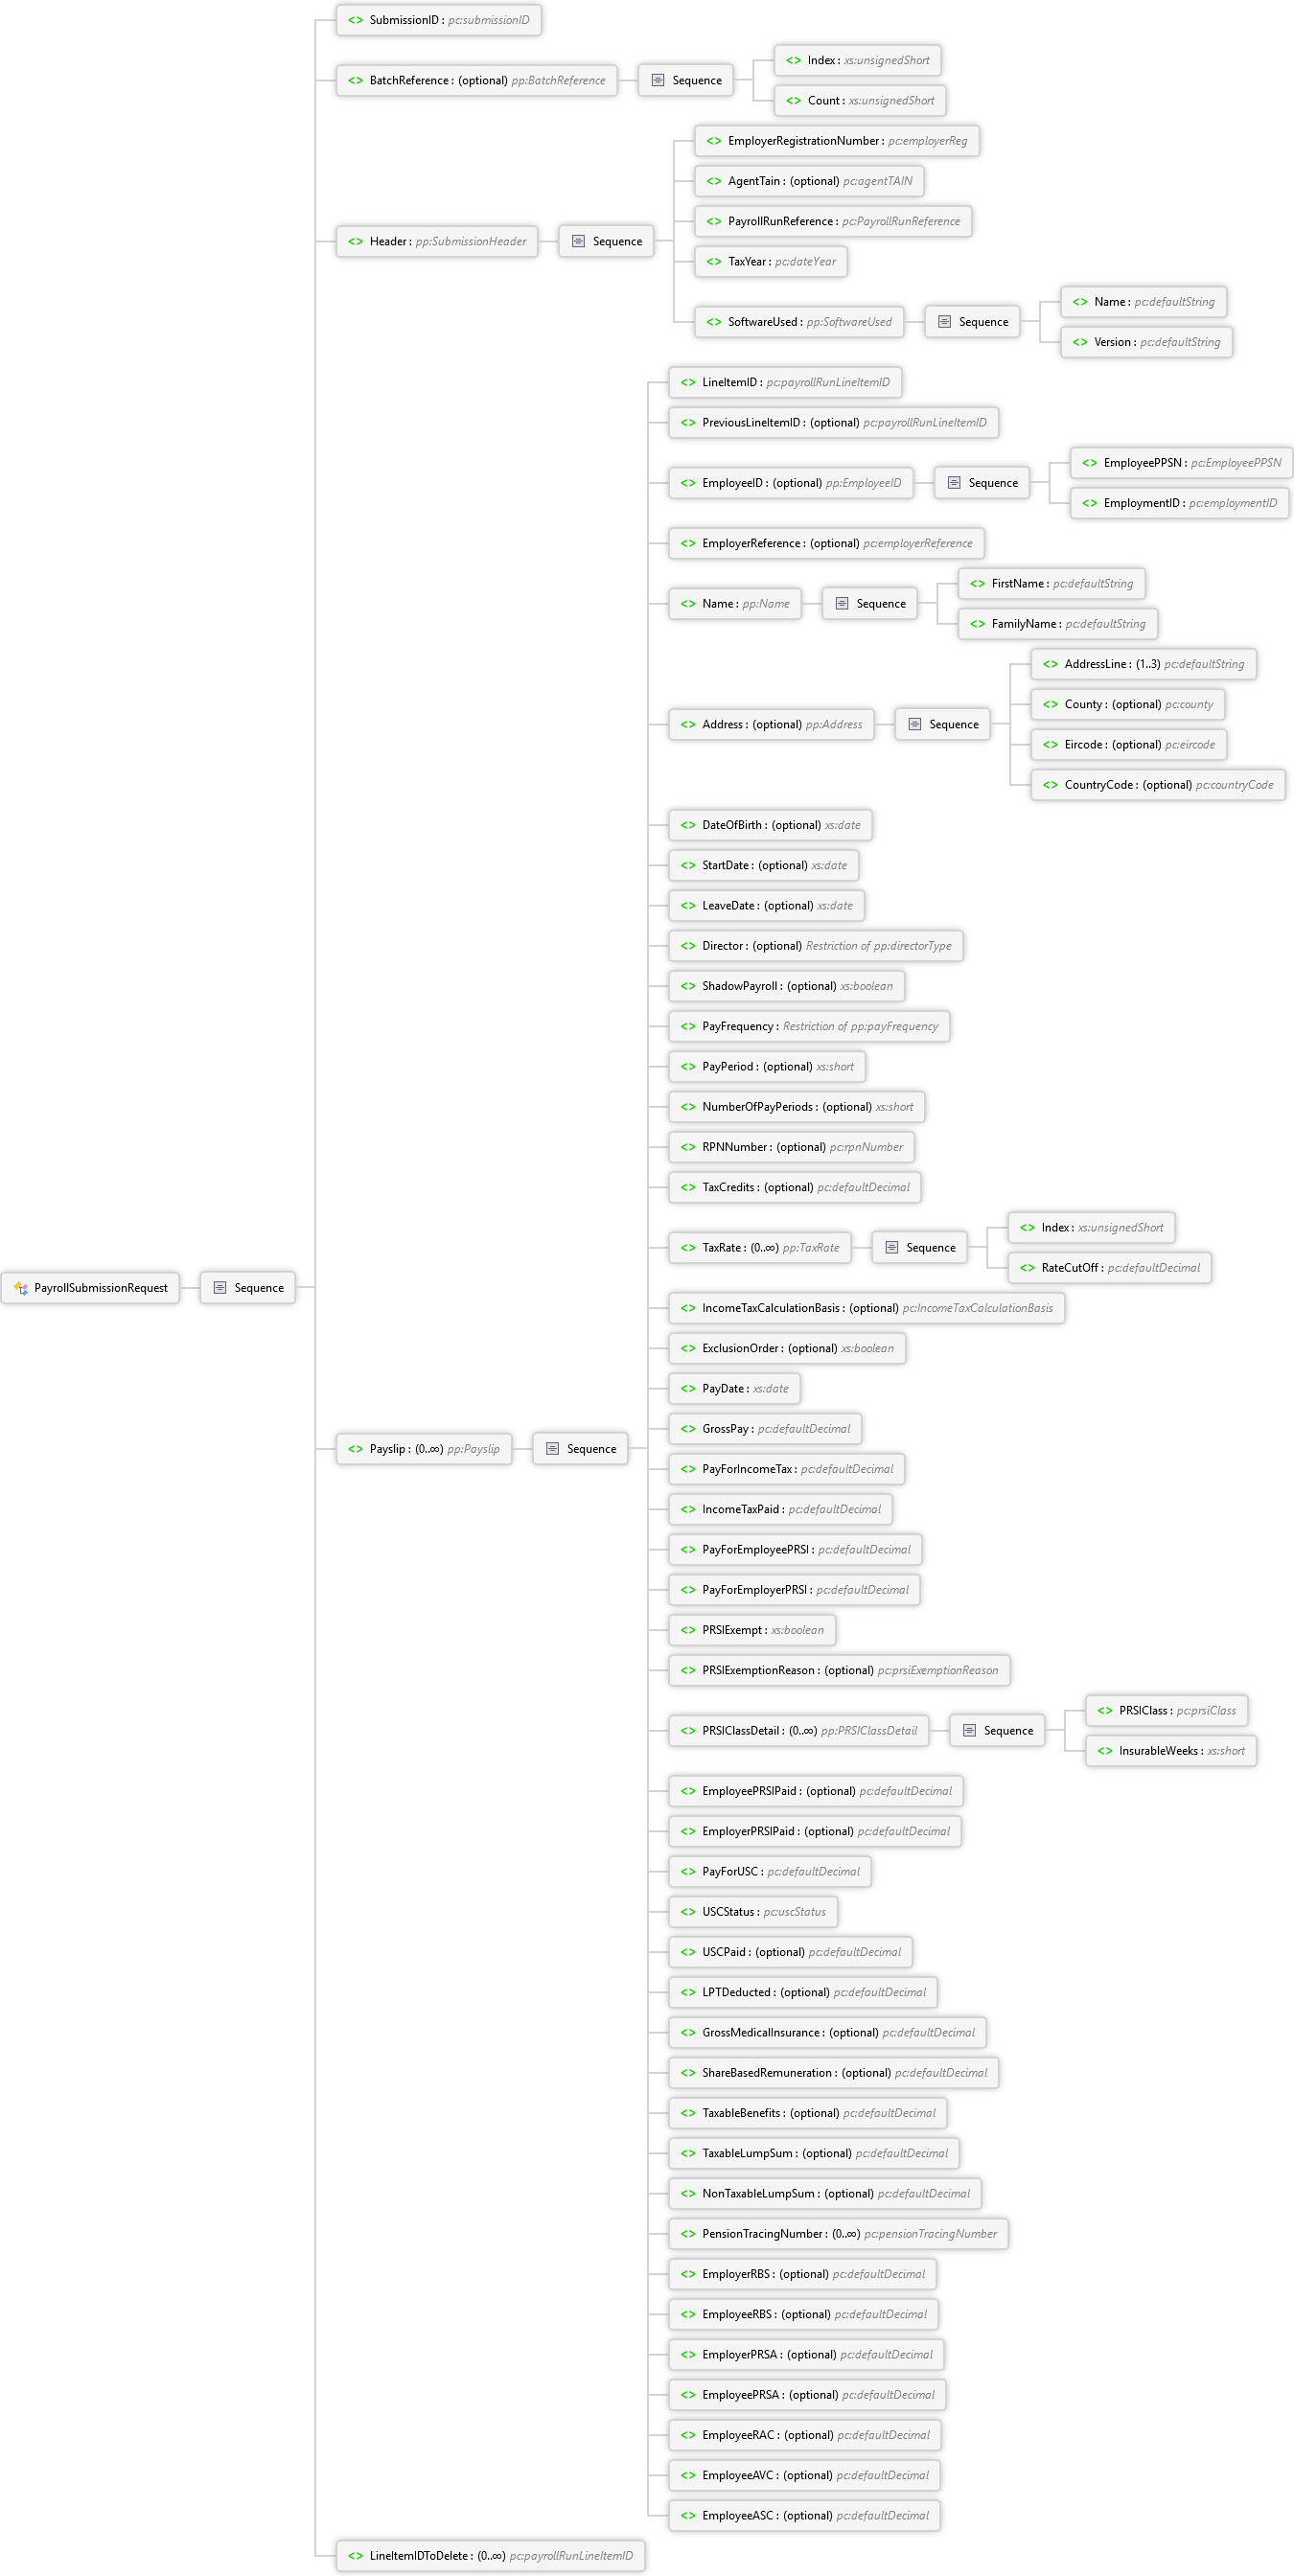 SubmissionID : pc:submissionID
BatchReference : (optional) pp:BatchReference
Sequence
Index : xs:unsignedShort
Count : xs:unsignedShort
Header : pp:SubmissionHeader
Sequence
EmployerRegistrationNumber : pc:employerReg
AgentTain : (optional) pc:agentTAIN
PayrollRunReference : pc:PayrollRunReference
TaxYear : pc:dateYear
SoftwareUsed : pp:SoftwareUsed
Sequence
Name : pc:defaultString
Version : pc:defaultString
LineItemID : pc:payrollRunLineItemID
PreviousLineItemID : (optional) pc:payrollRunLineItemID
EmployeeID : (optional) pp:EmployeeID
Sequence
EmployeePPSN : pc:EmployeePPSN
EmploymentID : pc:employmentID
EmployerReference : (optional) pc:employerReference
Name : pp:Name
Sequence
FirstName : pc:defaultString
FamilyName : pc:defaultString
Address : (optional) pp:Address
Sequence
AddressLine : (1..3) pc:defaultString
County : (optional) pc:county
Eircode : (optional) pc:eircode
CountryCode : (optional) pc:countryCode
DateOfBirth : (optional) xs:date
StartDate : (optional) xs:date
LeaveDate : (optional) xs:date
Director : (optional) Restriction of pp:directorType
ShadowPayroll : (optional) xs:boolean
PayFrequency : Restriction of pp:payFrequency
PayPeriod : (optional) xs:short
NumberOfPayPeriods : (optional) xs:short
RPNNumber : (optional) pc:rpnNumber
TaxCredits : (optional) pc:defaultDecimal
TaxRate : (0..∞) pp:TaxRate
Sequence
Index : xs:unsignedShort
RateCutOff : pc:defaultDecimal
PayrollSubmissionRequest
Sequence
IncomeTaxCalculationBasis : (optional) pc:IncomeTaxCalculationBasis
ExclusionOrder : (optional) xs:boolean
PayDate : xs:date
GrossPay : pc:defaultDecimal
Payslip : (0..∞) pp:Payslip
Sequence
PayForIncomeTax : pc:defaultDecimal
IncomeTaxPaid : pc:defaultDecimal
PayForEmployeePRSI : pc:defaultDecimal
PayForEmployerPRSI : pc:defaultDecimal
PRSIExempt : xs:boolean
PRSIExemptionReason : (optional) pc:prsiExemptionReason
PRSIClassDetail : (0..∞) pp:PRSIClassDetail
Sequence
PRSIClass : pc:prsiClass
InsurableWeeks : xs:short
EmployeePRSIPaid : (optional) pc:defaultDecimal
EmployerPRSIPaid : (optional) pc:defaultDecimal
PayForUSC : pc:defaultDecimal
USCStatus : pc:uscStatus
USCPaid : (optional) pc:defaultDecimal
LPTDeducted : (optional) pc:defaultDecimal
GrossMedicalInsurance : (optional) pc:defaultDecimal
ShareBasedRemuneration : (optional) pc:defaultDecimal
TaxableBenefits : (optional) pc:defaultDecimal
TaxableLumpSum : (optional) pc:defaultDecimal
NonTaxableLumpSum : (optional) pc:defaultDecimal
PensionTracingNumber : (0..∞) pc:pensionTracingNumber
EmployerRBS : (optional) pc:defaultDecimal
EmployeeRBS : (optional) pc:defaultDecimal
EmployerPRSA : (optional) pc:defaultDecimal
EmployeePRSA : (optional) pc:defaultDecimal
EmployeeRAC : (optional) pc:defaultDecimal
EmployeeAVC : (optional) pc:defaultDecimal
EmployeeASC : (optional) pc:defaultDecimal
LineItemIDToDelete : (0..∞) pc:payrollRunLineItemID